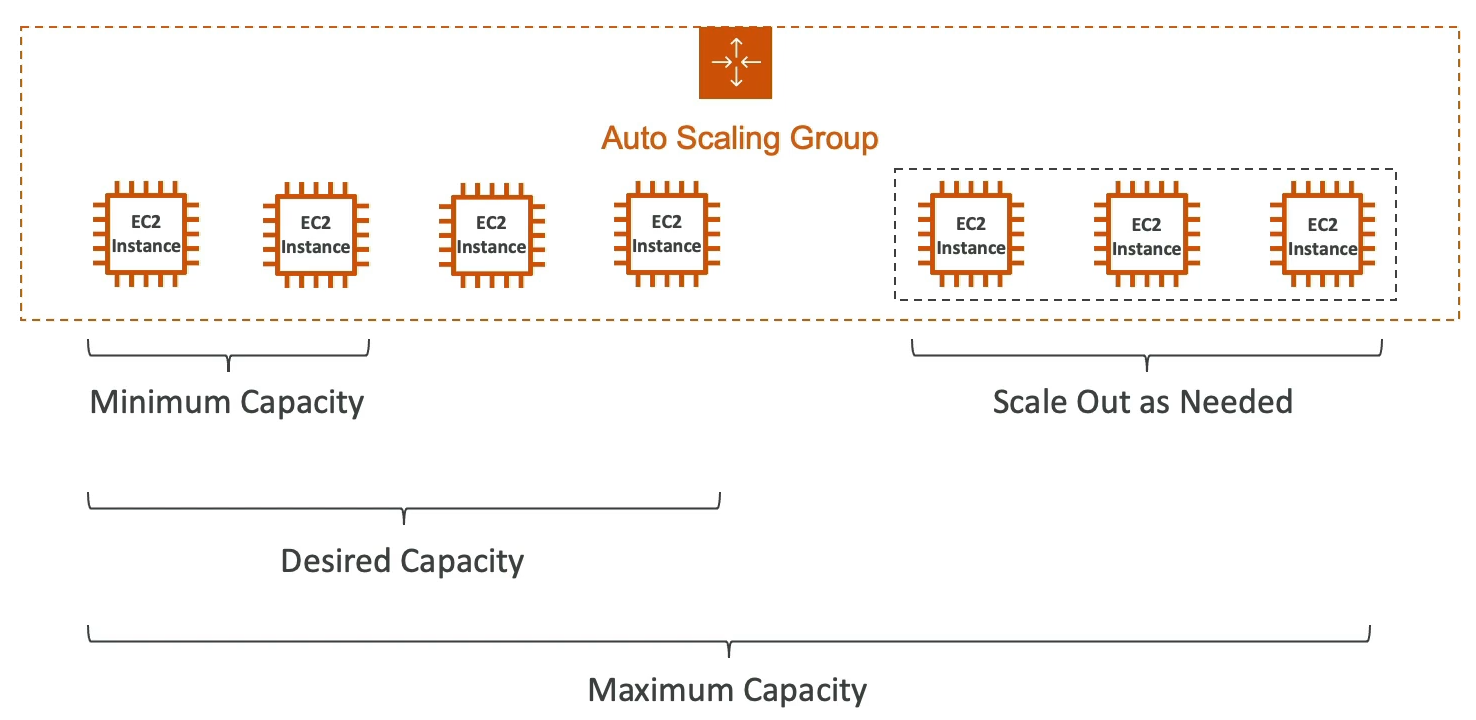 Auto Scaling Group
EC2
Instance
EC2
Instance
EC2
Instance
EC2
Instance
EC2
Instance
EC2
Instance
EC2
Instance
Minimum Capacity
Scale Out as Needed
Desired Capacity
Maximum Capacity